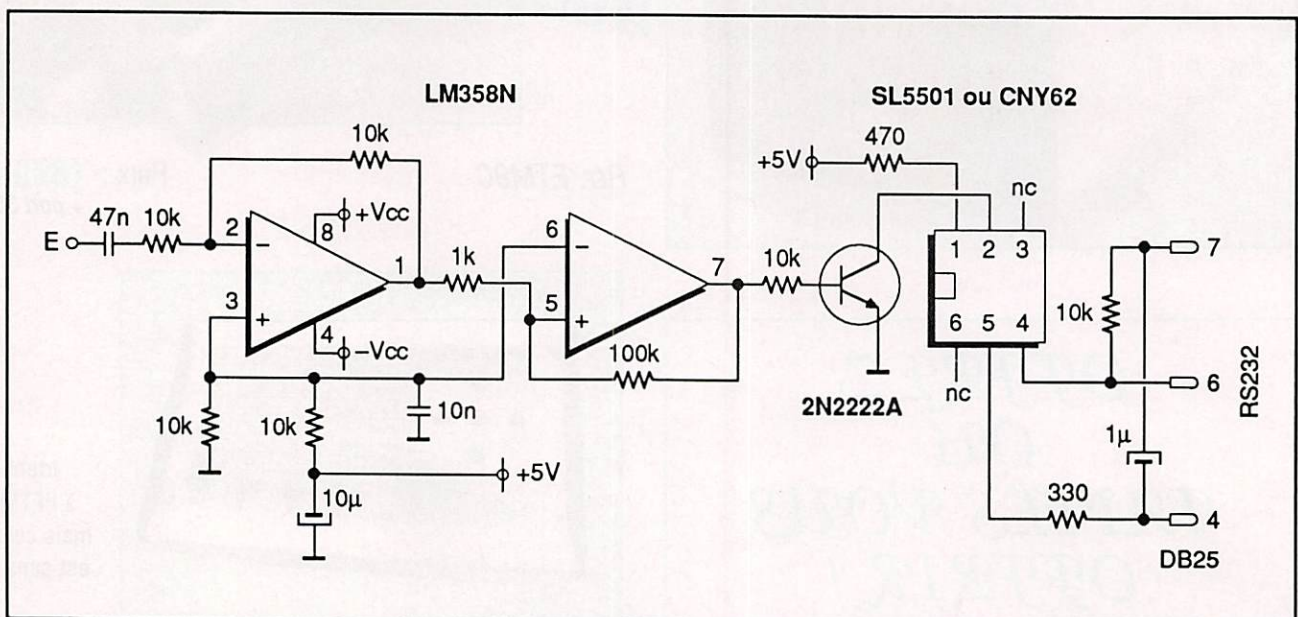 LM358N
SL5501 ou CNY62
10k
470
+5V
nc
47n
10k
E
2
−
8
+Vcc
1
3
+
4
−Vcc
1k
6
−
5
+
7
10k
100k
2N2222A
1 2 3
6 5 4
nc
10k
7
6
RS232
10k
10k
10n
+5V
10µ
1µ
330
4
DB25